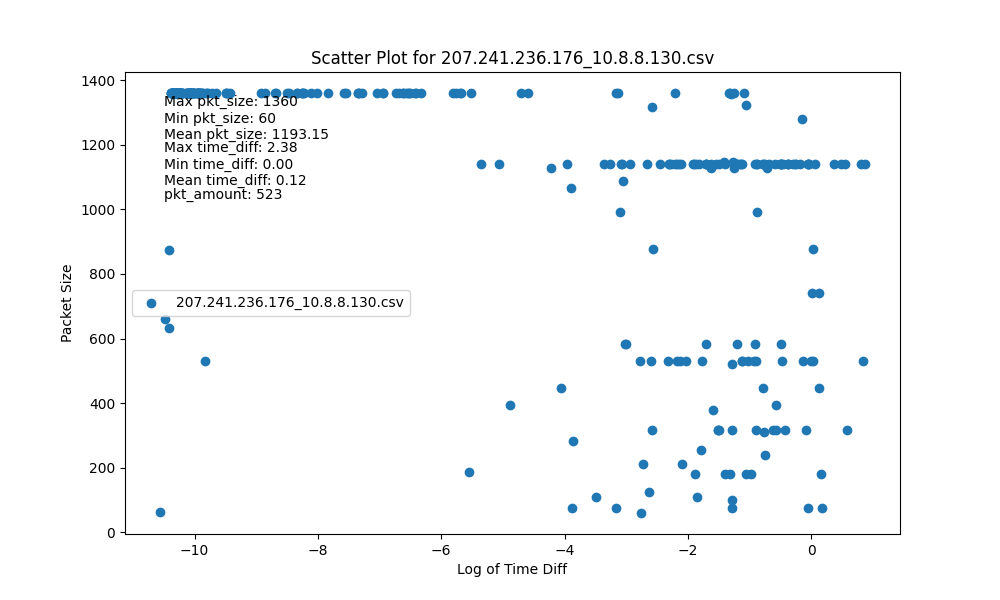 Scatter Plot for 207.241.236.176_10.8.8.130.csv
1400
1200
1000
800
600
400
200
0
Packet Size
Max pkt_size: 1360
Min pkt_size: 60
Mean pkt_size: 1193.15
Max time_diff: 2.38
Min time_diff: 0.00
Mean time_diff: 0.12
pkt_amount: 523
207.241.236.176_10.8.8.130.csv
−10
−8
−6
−4
−2
0
Log of Time Diff